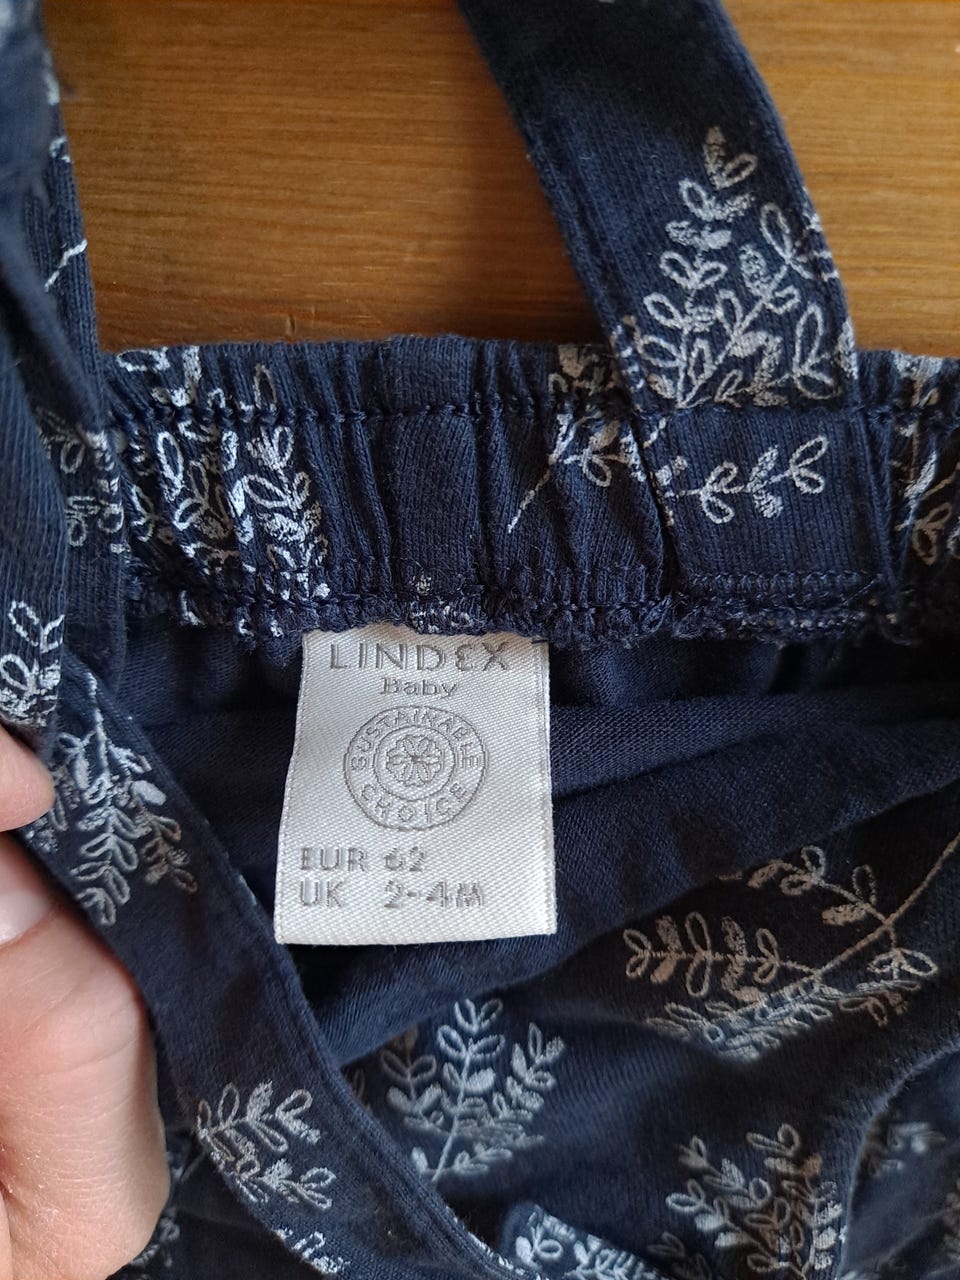 LINDEX
Baby
SUSTAINABLE
CHOICE
EUR 62
UK 2-4M